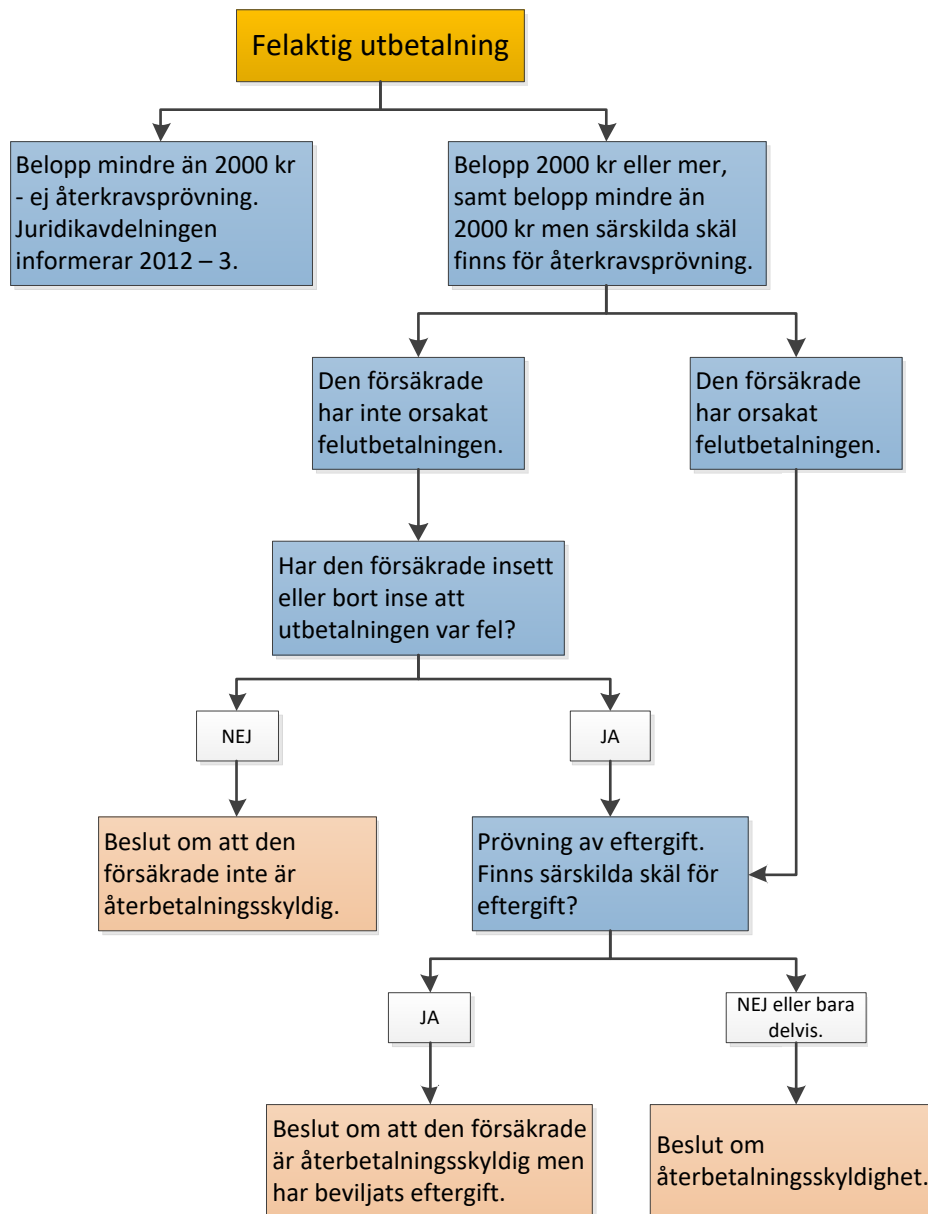 Felaktig utbetalning
Belopp mindre än 2000 kr
- ej återkravsprövning.
Juridikavdelningen
informerar 2012 – 3.
Belopp 2000 kr eller mer,
samt belopp mindre än
2000 kr men särskilda skäl
finns för återkravsprövning.
Den försäkrade
har inte orsakat
felutbetalningen.
Den försäkrade
har orsakat
felutbetalningen.
Har den försäkrade insett
eller bort inse att
utbetalningen var fel?
NEJ
JA
Beslut om att den
försäkrade inte är
återbetalningsskyldig.
Prövning av eftergift.
Finns särskilda skäl för
eftergift?
JA
NEJ eller bara
delvis.
Beslut om att den försäkrade
är återbetalningsskyldig men
har beviljats eftergift.
Beslut om
återbetalningsskyldighet.